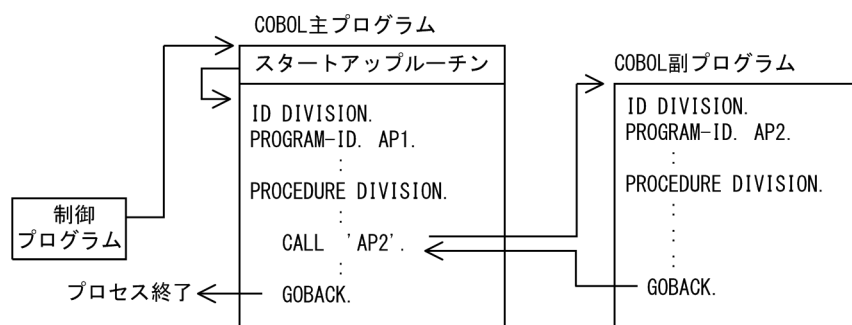 COBOL主プログラム
スタートアップルーチン
ID DIVISION.
PROGRAM-ID. AP1.
:
PROCEDURE DIVISION.
:
CALL 'AP2'.
:
GOBACK.
制御
プログラム
プロセス終了
COBOL副プログラム
ID DIVISION.
PROGRAM-ID. AP2.
:
PROCEDURE DIVISION.
:
:
:
GOBACK.